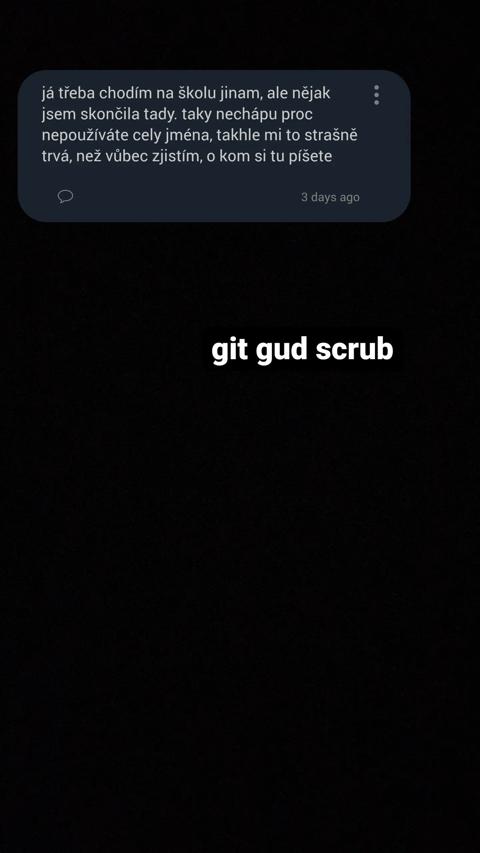 já třeba chodím na školu jinam, ale nějak
jsem skončila tady. taky nechápu proc
nepoužíváte cely jména, takhle mi to strašně
trvá, než vůbec zjistím, o kom si tu píšete
3 days ago
git gud scrub